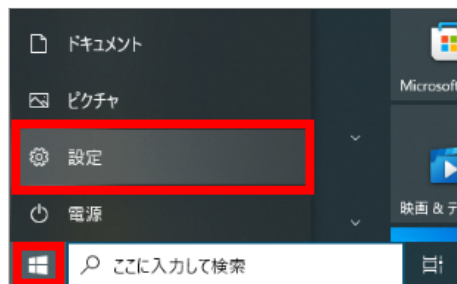 ドキュメント
ピクチャ
Microsoft
設定
電源
映画 & テ
ここに入力して検索